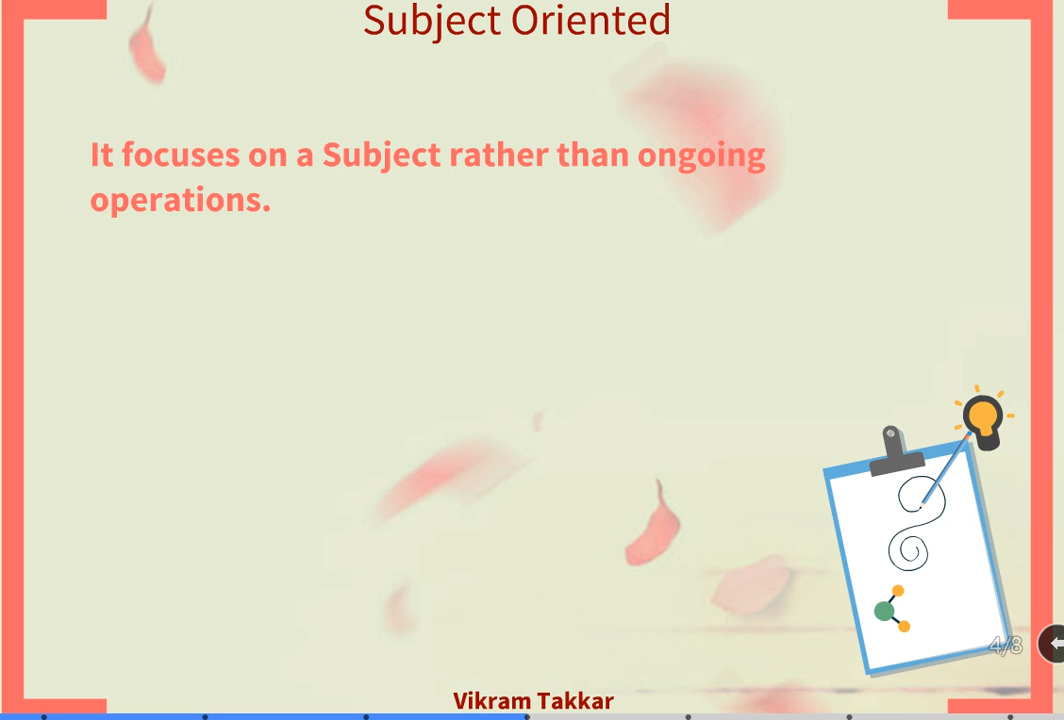 Subject Oriented
It focuses on a Subject rather than ongoing
operations.
4/8
Vikram Takkar